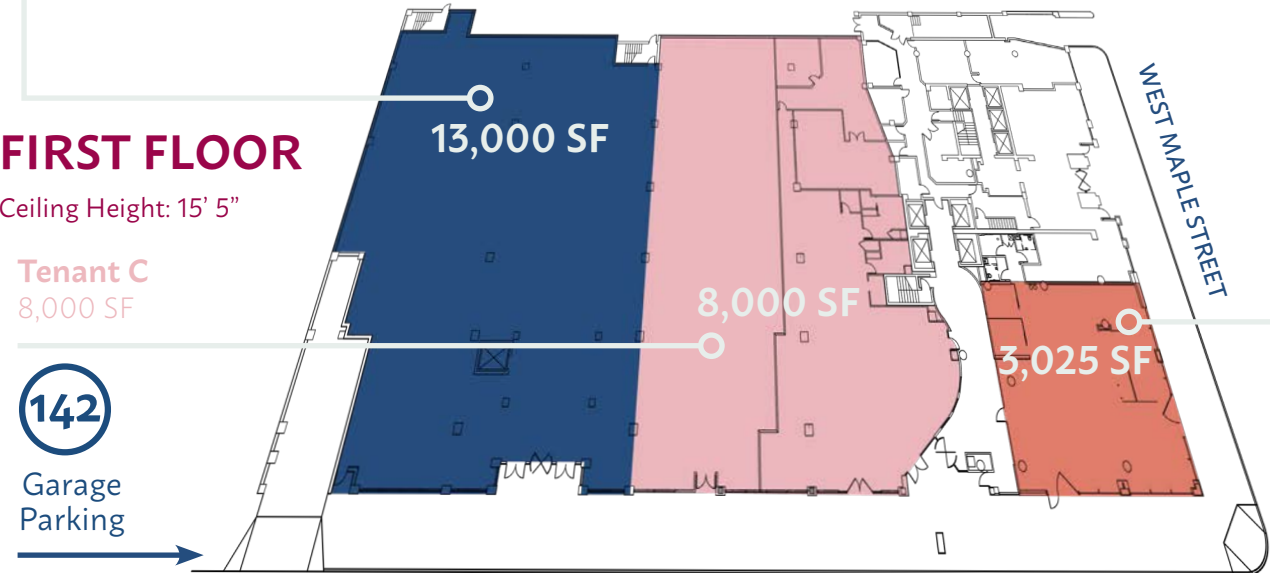 13,000 SF
FIRST FLOOR
Ceiling Height: 15’ 5”
Tenant C
8,000 SF
8,000 SF
3,025 SF
WEST MAPLE STREET
142
Garage
Parking